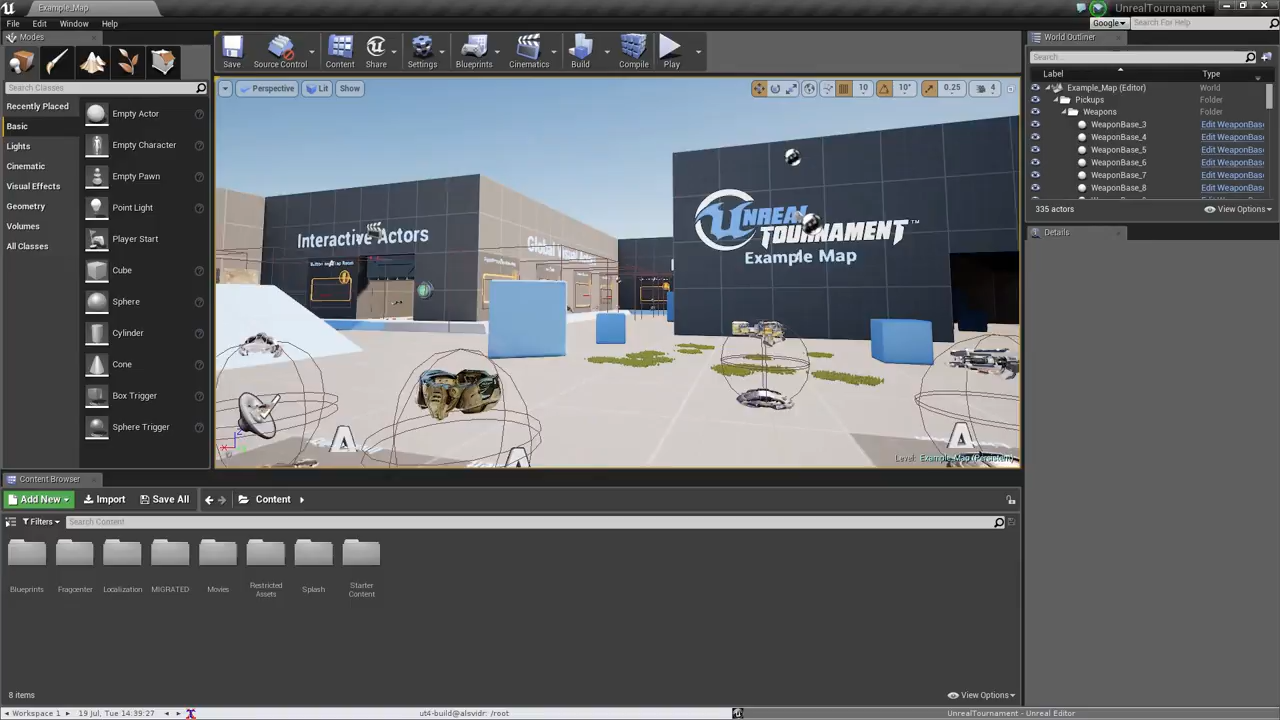 Example_Map
UnrealTournament
File Edit Window Help
Google
Search For Help
Modes
Search Classes
Recently Placed
Basic
Lights
Cinematic
Visual Effects
Geometry
Volumes
All Classes
Empty Actor
Empty Character
Empty Pawn
Point Light
Player Start
Cube
Sphere
Cylinder
Cone
Box Trigger
Sphere Trigger
Save
Source Control
Content
Share
Settings
Blueprints
Cinematics
Build
Compile
Play
Perspective
Lit
Show
10
10°
0.25
4
Interactive Actors
UNREAL
TOURNAMENT™
Example Map
A
A
Level: Example_Map (Persistent)
World Outliner
Search...
Label Type
Example_Map (Editor) World
Pickups Folder
Weapons Folder
WeaponBase_3 Edit WeaponBas
WeaponBase_4 Edit WeaponBas
WeaponBase_5 Edit WeaponBas
WeaponBase_6 Edit WeaponBas
WeaponBase_7 Edit WeaponBas
WeaponBase_8 Edit WeaponBas
335 actors
View Options
Details
Content Browser
Add New
Import
Save All
Content
Filters
Search Content
Blueprints
Fragcenter
Localization
MIGRATED
Movies
Restricted
Assets
Splash
Starter
Content
8 items
View Options
Workspace 1
19 Jul, Tue 14:39:27
ut4-build@alsvidr: /root
UnrealTournament - Unreal Editor